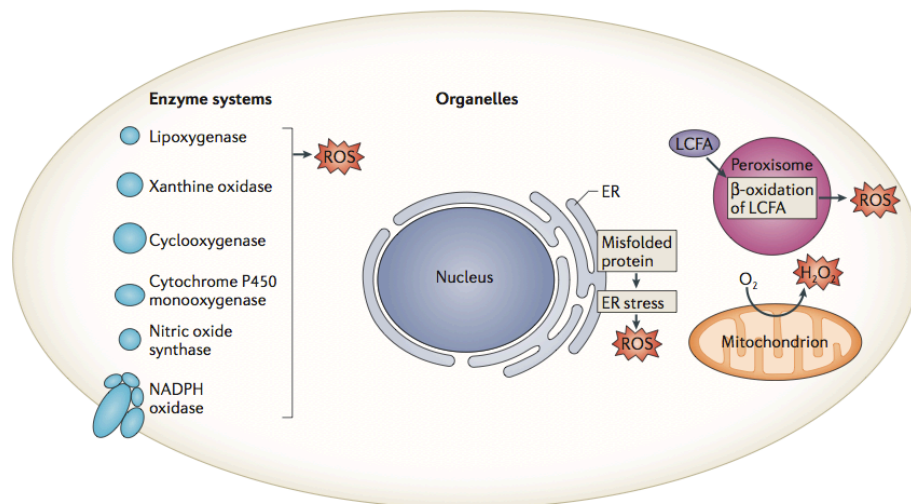 Enzyme systems
Organelles
Lipoxygenase
Xanthine oxidase
Cyclooxygenase
Cytochrome P450
monooxygenase
Nitric oxide
synthase
NADPH
oxidase
ROS
Nucleus
ER
Misfolded
protein
ER stress
ROS
LCFA
Peroxisome
β-oxidation
of LCFA
ROS
O₂
H₂O₂
Mitochondrion